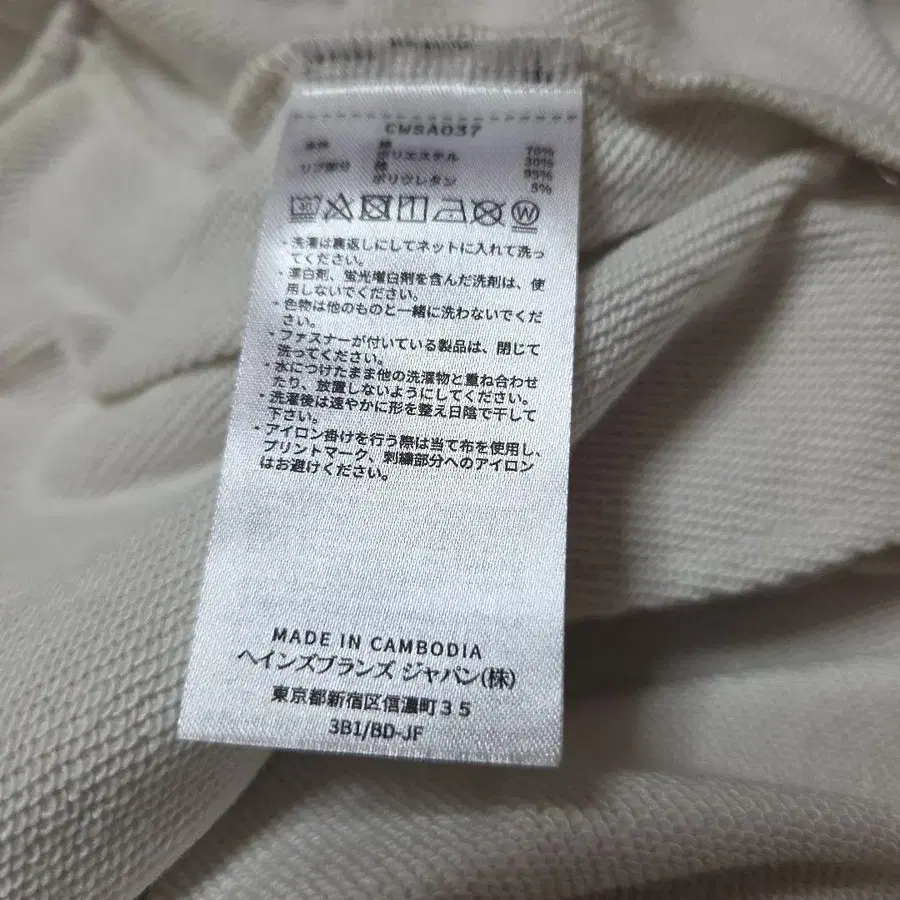 CWSA037
本体 綿 70%
ポリエステル 30%
リブ部分 綿 95%
ポリウレタン 5%
・洗濯は裏返しにしてネットに入れて洗っ
てください。
・漂白剤、蛍光増白剤を含んだ洗剤は、使
用しないでください。
・色物は他のものと一緒に洗わないでくだ
さい。
・ファスナーが付いている製品は、閉じて
洗ってください。
・水につけたまま他の洗濯物と重ね合わせ
たり、放置しないようにしてください。
・洗濯後は速やかに形を整え日陰で干して
下さい。
・アイロン掛けを行う際は当て布を使用し、
プリントマーク、刺繍部分へのアイロン
はお避けください。
MADE IN CAMBODIA
ヘインズブランズ ジャパン(株)
東京都新宿区信濃町35
3B1/BD-JF